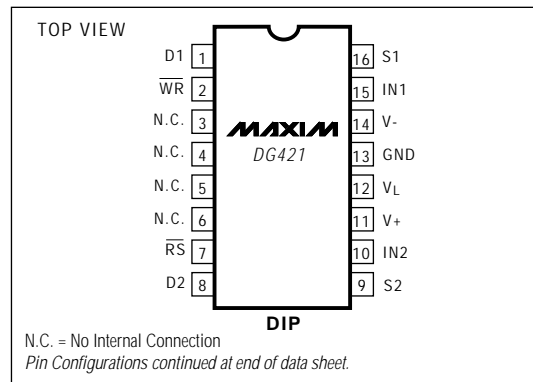 TOP VIEW
D1 1
WR 2
N.C. 3
N.C. 4
N.C. 5
N.C. 6
RS 7
D2 8
16 S1
15 IN1
14 V-
13 GND
12 VL
11 V+
10 IN2
9 S2
MAXIM
DG421
DIP
N.C. = No Internal Connection
Pin Configurations continued at end of data sheet.